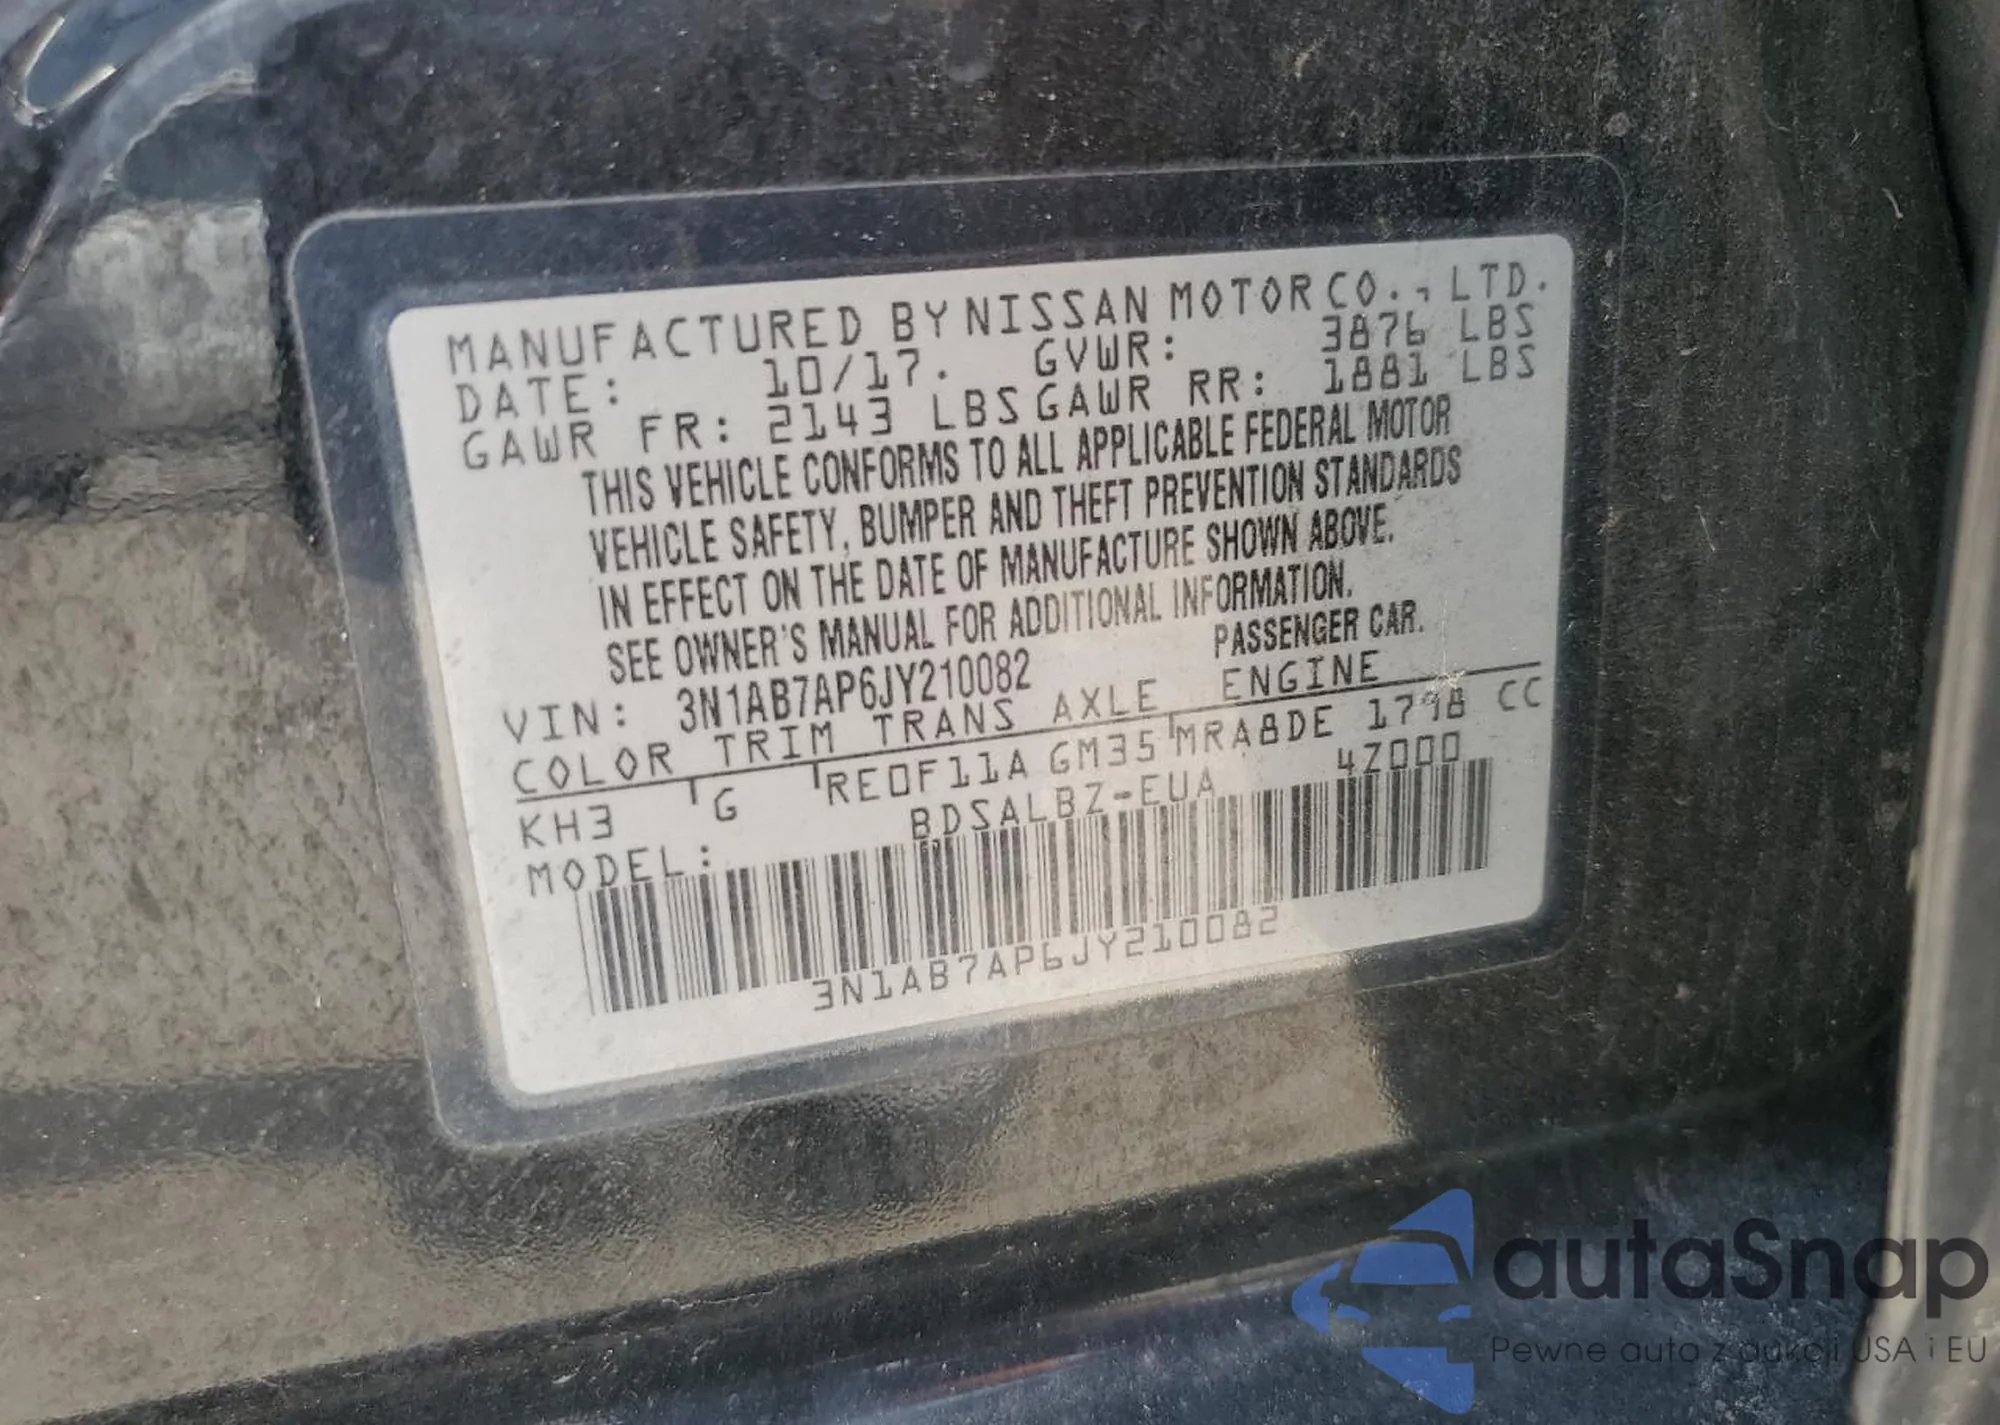 MANUFACTURED BY NISSAN MOTOR CO., LTD.
DATE: 10/17. GVWR: 3876 LBS
GAWR FR: 2143 LBS GAWR RR: 1881 LBS
THIS VEHICLE CONFORMS TO ALL APPLICABLE FEDERAL MOTOR
VEHICLE SAFETY, BUMPER AND THEFT PREVENTION STANDARDS
IN EFFECT ON THE DATE OF MANUFACTURE SHOWN ABOVE.
SEE OWNER'S MANUAL FOR ADDITIONAL INFORMATION.
PASSENGER CAR.
VIN: 3N1AB7AP6JY210082
COLOR TRIM TRANS AXLE ENGINE
KH3 G RE0F11A GM35 MRA8DE 1798 CC
MODEL: BDSALBZ-EUA 4Z000
3N1AB7AP6JY210082
autaSnap
Pewne auto z aukcji USA i EU